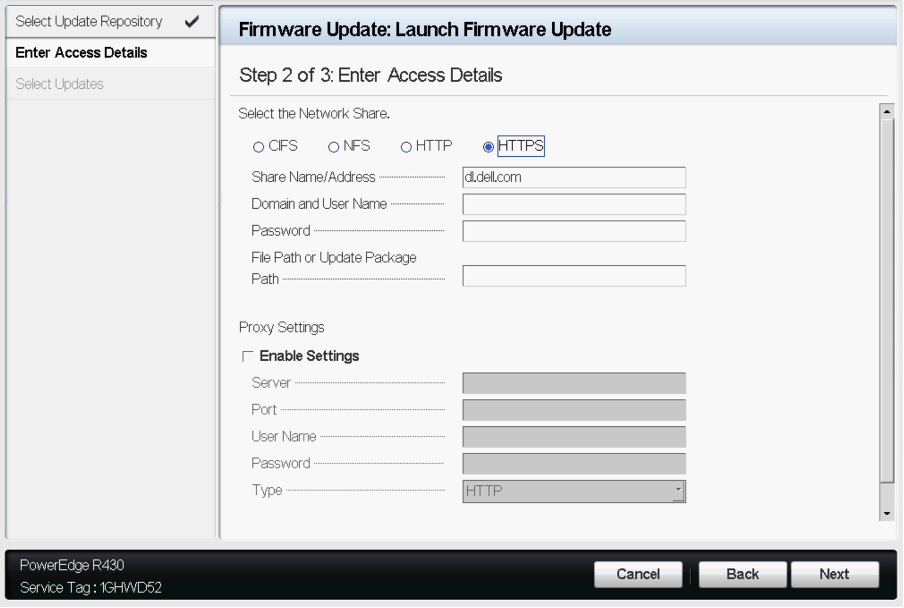 Select Update Repository
Enter Access Details
Select Updates
Firmware Update: Launch Firmware Update
Step 2 of 3: Enter Access Details
Select the Network Share.
CIFS NFS HTTP HTTPS
Share Name/Address dl.dell.com
Domain and User Name
Password
File Path or Update Package
Path
Proxy Settings
Enable Settings
Server
Port
User Name
Password
Type HTTP
PowerEdge R430
Service Tag : 1GHWD52
Cancel Back Next